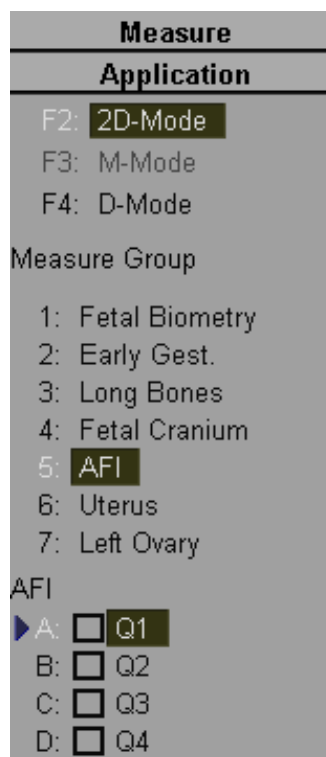 Measure
Application
F2: 2D-Mode
F3: M-Mode
F4: D-Mode
Measure Group
1: Fetal Biometry
2: Early Gest.
3: Long Bones
4: Fetal Cranium
5: AFI
6: Uterus
7: Left Ovary
AFI
A: Q1
B: Q2
C: Q3
D: Q4